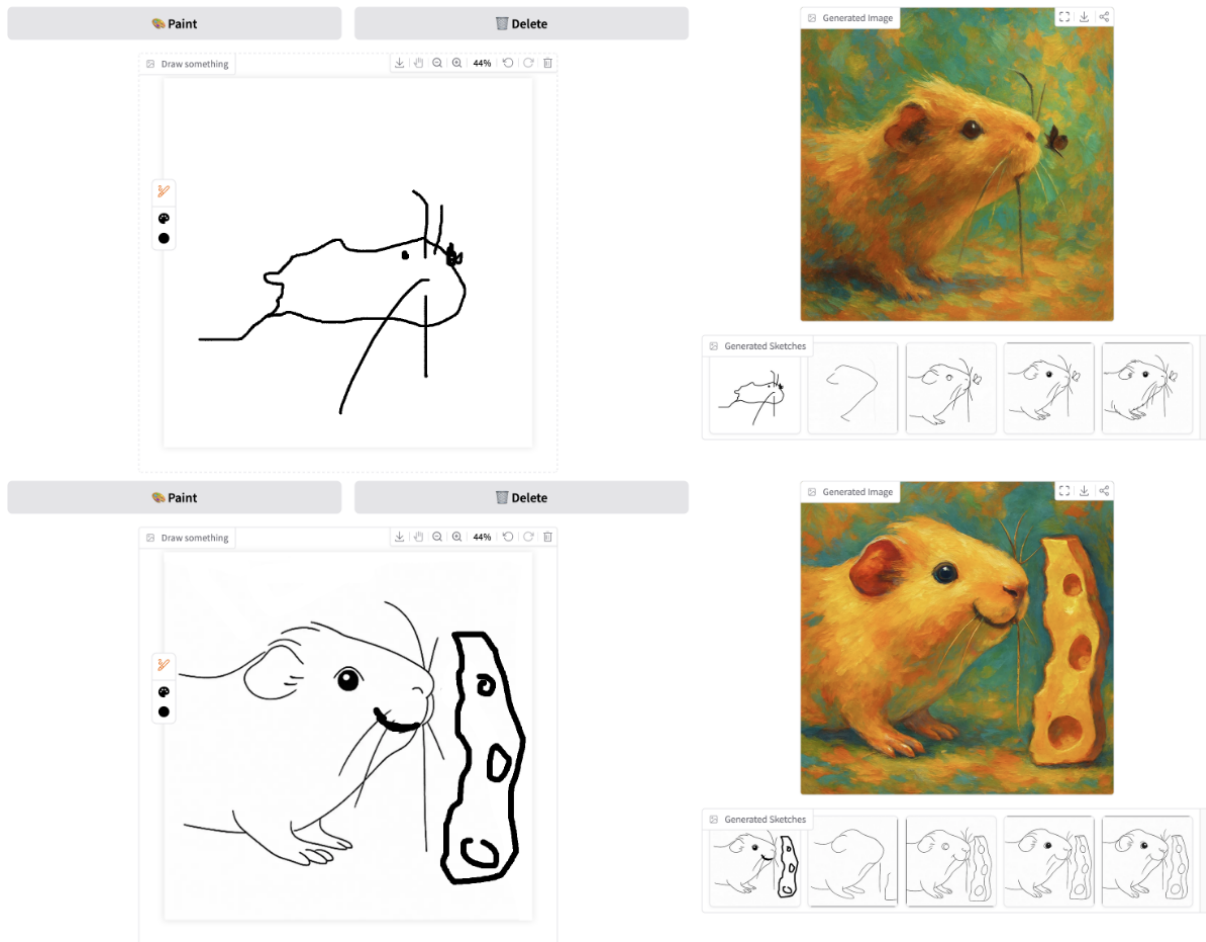 Paint
Delete
Generated Image
Draw something
44%
Generated Sketches
Paint
Delete
Generated Image
Draw something
44%
Generated Sketches